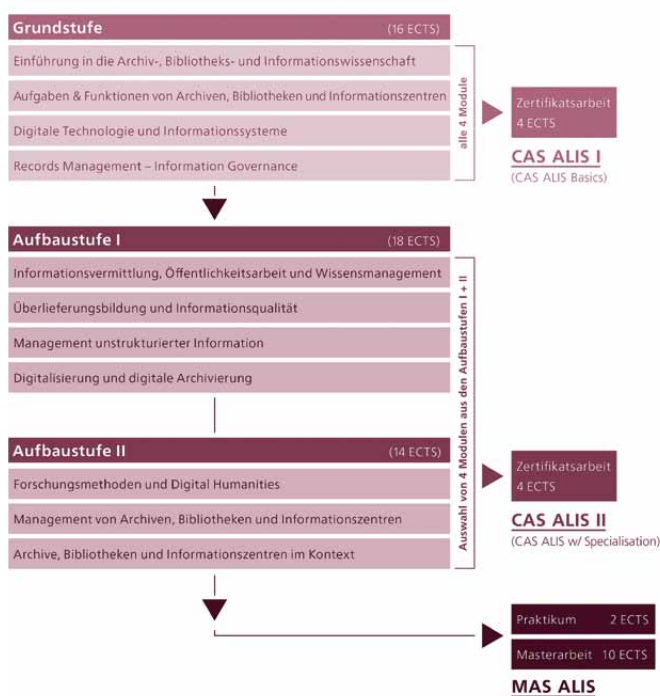 Grundstufe (16 ECTS)
Einführung in die Archiv-, Bibliotheks- und Informationswissenschaft
Aufgaben & Funktionen von Archiven, Bibliotheken und Informationszentren
Digitale Technologie und Informationssysteme
Records Management – Information Governance
alle 4 Module
Zertifikatsarbeit
4 ECTS
CAS ALIS I
(CAS ALIS Basics)
Aufbaustufe I (18 ECTS)
Informationsvermittlung, Öffentlichkeitsarbeit und Wissensmanagement
Überlieferungsbildung und Informationsqualität
Management unstrukturierter Information
Digitalisierung und digitale Archivierung
Aufbaustufe II (14 ECTS)
Forschungsmethoden und Digital Humanities
Management von Archiven, Bibliotheken und Informationszentren
Archive, Bibliotheken und Informationszentren im Kontext
Auswahl von 4 Modulen aus den Aufbaustufen I + II
Zertifikatsarbeit
4 ECTS
CAS ALIS II
(CAS ALIS w/ Specialisation)
Praktikum 2 ECTS
Masterarbeit 10 ECTS
MAS ALIS